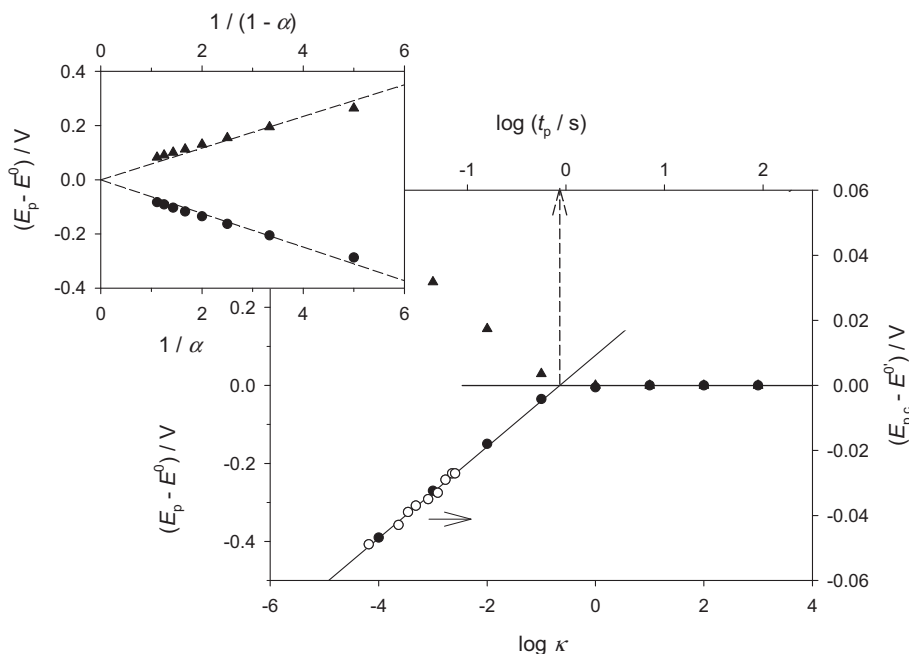 1 / (1 - α)
0 2 4 6
0.4
0.2
0.0
-0.2
-0.4
(E_p - E^0) / V
0 2 4 6
1 / α
log (t_p / s)
-1 0 1 2
0.06
0.04
0.02
0.00
-0.02
-0.04
-0.06
(E_p,c - E^0') / V
0.2
0.0
-0.2
-0.4
(E_p - E^0) / V
-6 -4 -2 0 2 4
log κ